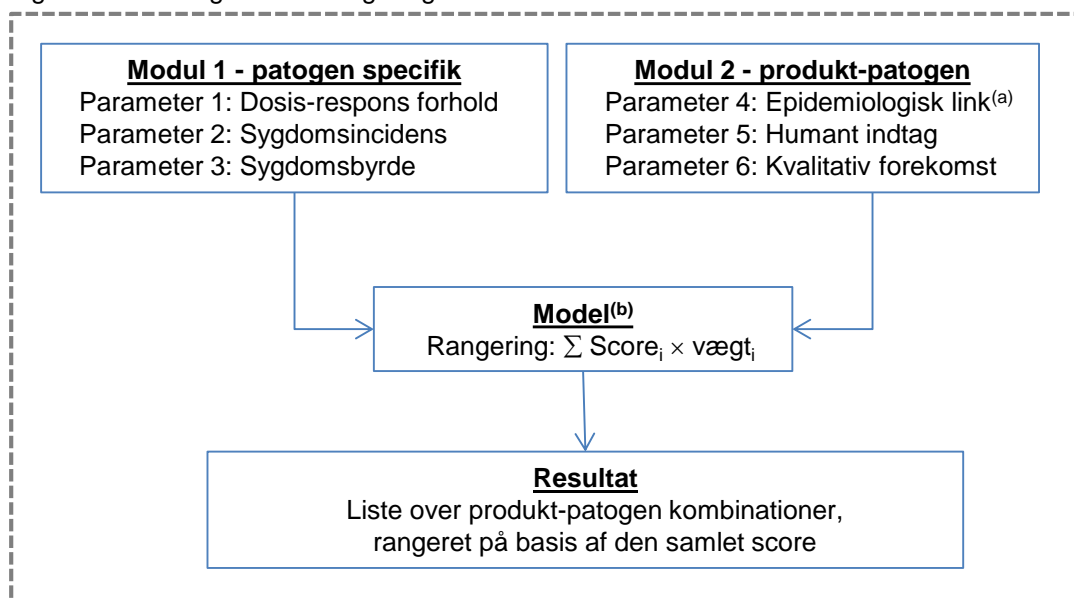 Modul 1 - patogen specifik
Parameter 1: Dosis-respons forhold
Parameter 2: Sygdomsincidens
Parameter 3: Sygdomsbyrde
Modul 2 - produkt-patogen
Parameter 4: Epidemiologisk link(a)
Parameter 5: Humant indtag
Parameter 6: Kvalitativ forekomst
Model(b)
Rangering: ∑ Scoreᵢ × vægtᵢ
Resultat
Liste over produkt-patogen kombinationer,
rangeret på basis af den samlet score